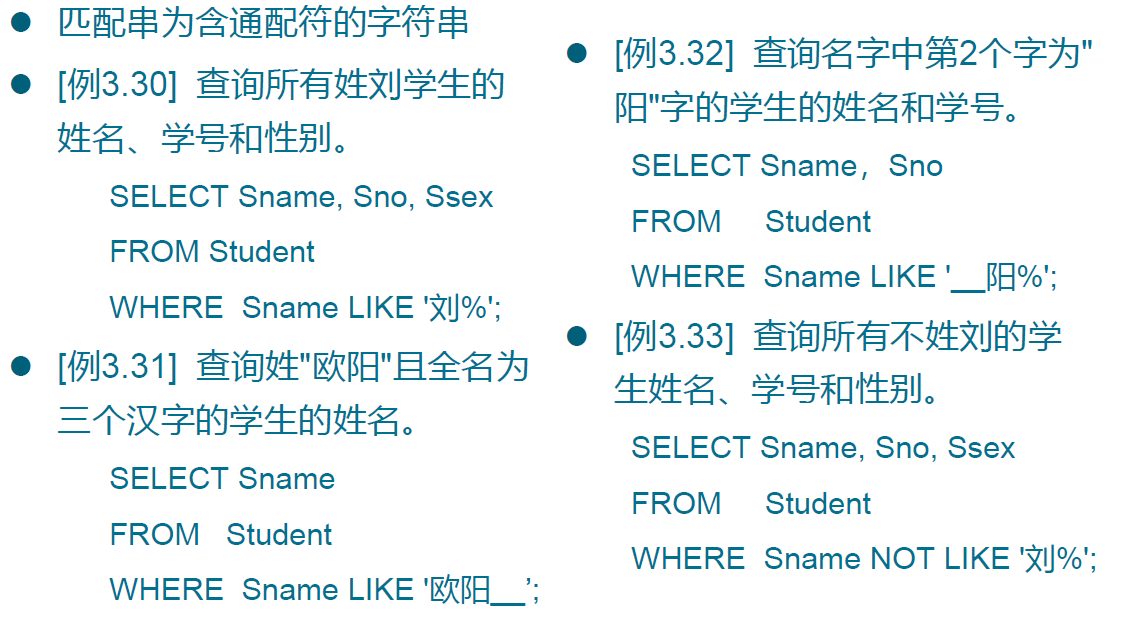 匹配串为含通配符的字符串
[例3.30] 查询所有姓刘学生的
姓名、学号和性别。
SELECT Sname, Sno, Ssex
FROM Student
WHERE Sname LIKE '刘%';
[例3.31] 查询姓"欧阳"且全名为
三个汉字的学生的姓名。
SELECT Sname
FROM Student
WHERE Sname LIKE '欧阳__’;
[例3.32] 查询名字中第2个字为"
阳"字的学生的姓名和学号。
SELECT Sname，Sno
FROM Student
WHERE Sname LIKE '__阳%';
[例3.33] 查询所有不姓刘的学
生姓名、学号和性别。
SELECT Sname, Sno, Ssex
FROM Student
WHERE Sname NOT LIKE '刘%';